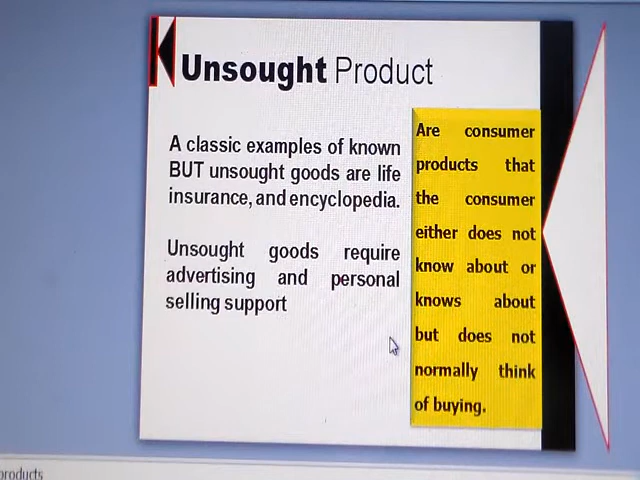 Unsought Product
A classic examples of known
BUT unsought goods are life
insurance, and encyclopedia.
Unsought goods require
advertising and personal
selling support
Are consumer
products that
the consumer
either does not
know about or
knows about
but does not
normally think
of buying.
products